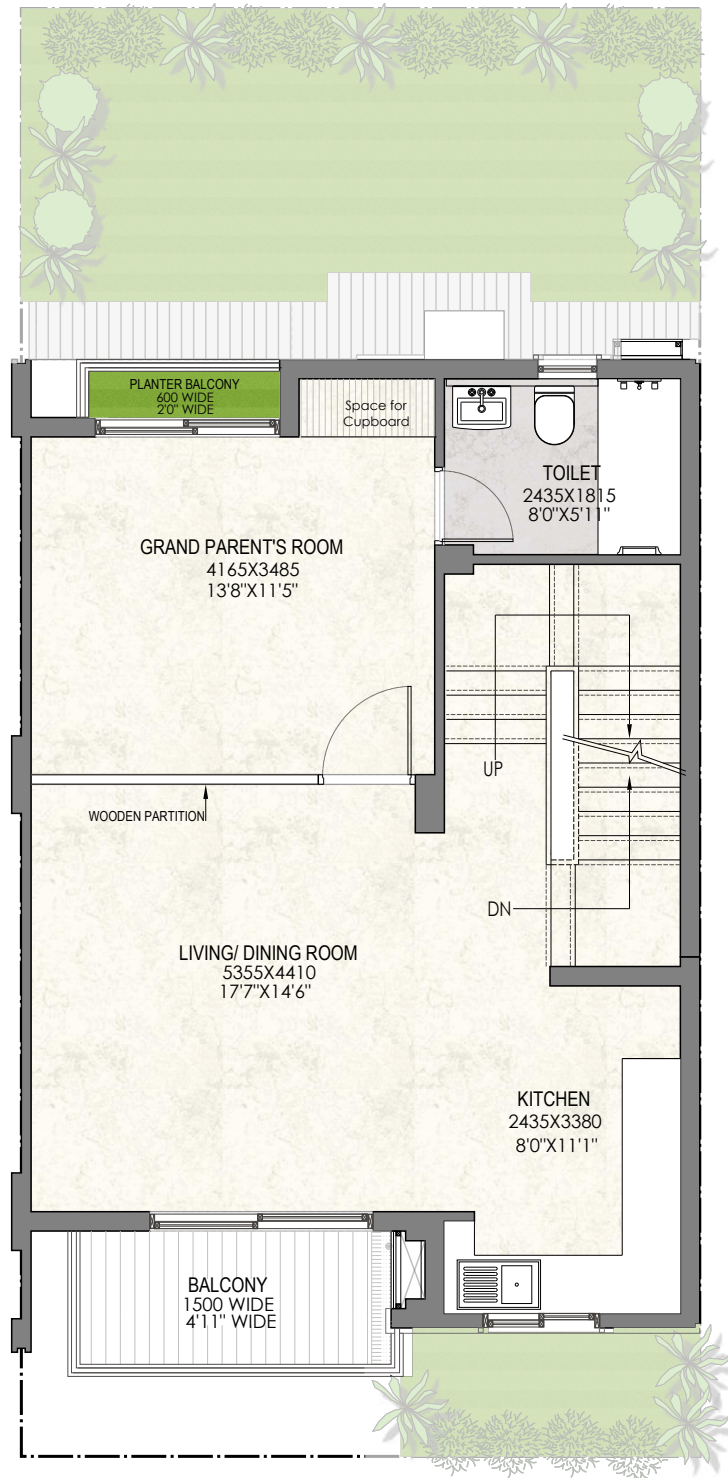 PLANTER BALCONY
600 WIDE
2'0" WIDE
Space for
Cupboard
TOILET
2435X1815
8'0"X5'11"
GRAND PARENT'S ROOM
4165X3485
13'8"X11'5"
UP
WOODEN PARTITION
DN
LIVING/ DINING ROOM
5355X4410
17'7"X14'6"
KITCHEN
2435X3380
8'0"X11'1"
BALCONY
1500 WIDE
4'11" WIDE